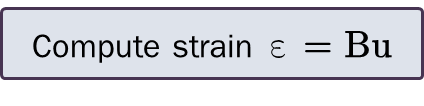 Compute strain ε = Bu